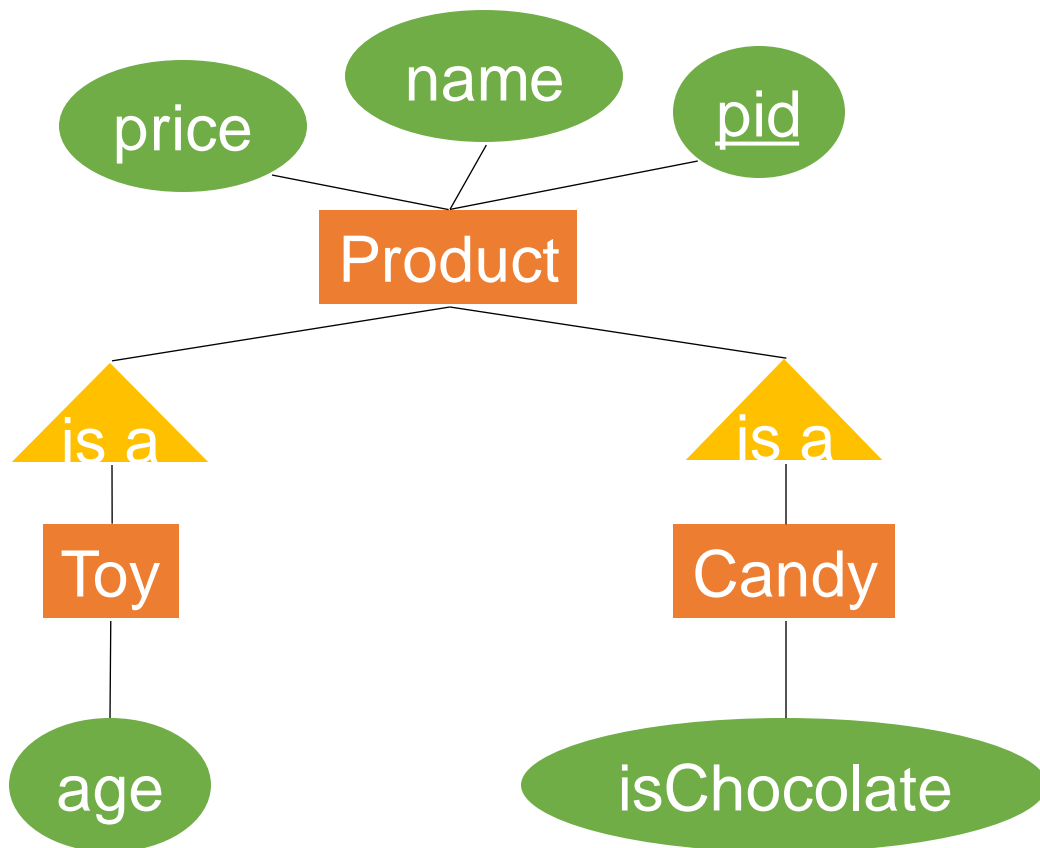 price
name
pid
Product
is a
is a
Toy
Candy
age
isChocolate